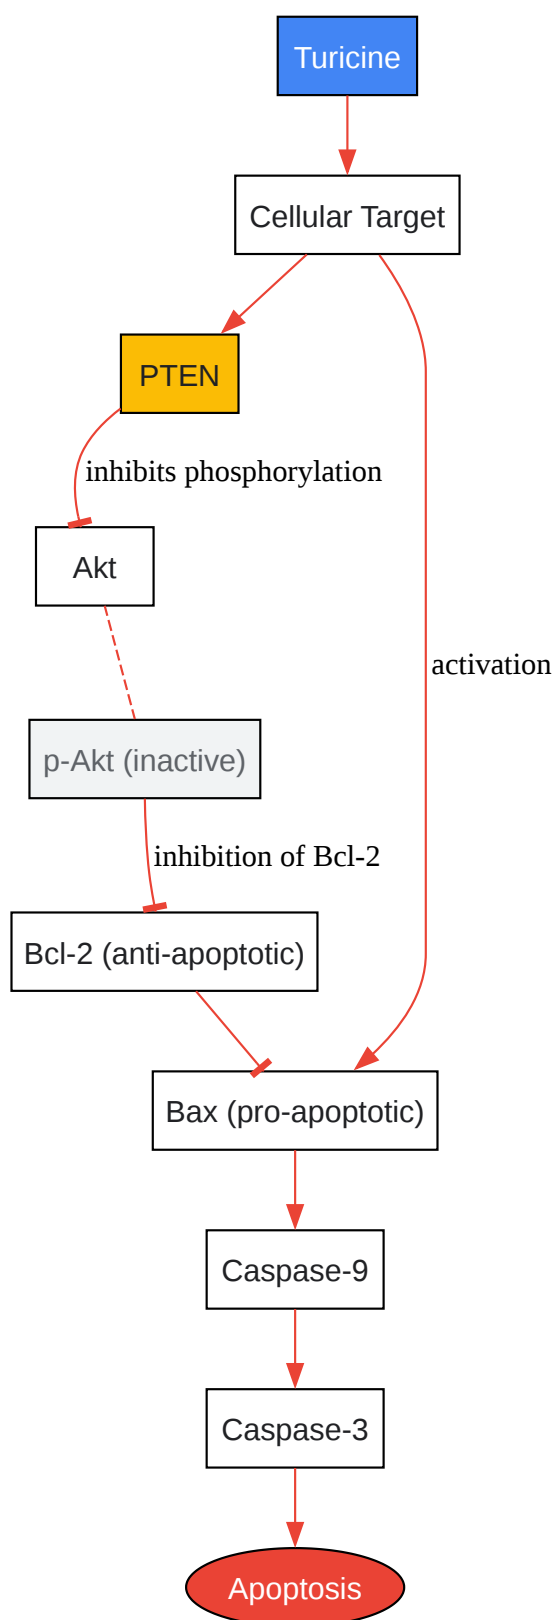 Turicine
Cellular Target
PTEN
inhibits phosphorylation
Akt
activation
p-Akt (inactive)
inhibition of Bcl-2
Bcl-2 (anti-apoptotic)
Bax (pro-apoptotic)
Caspase-9
Caspase-3
Apoptosis